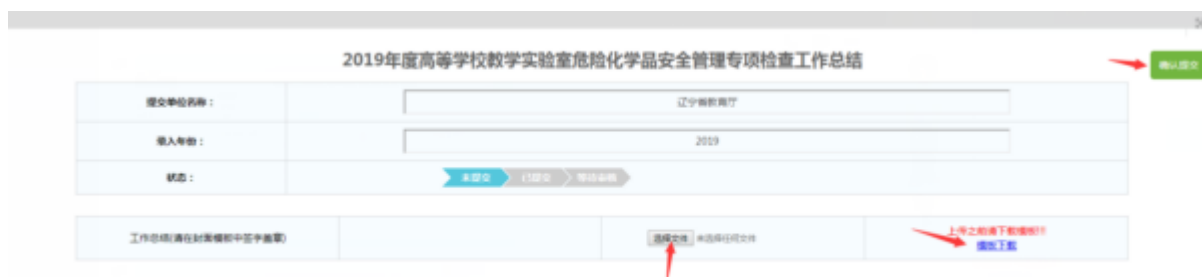 2019年度高等学校教学实验室危险化学品安全管理专项检查工作总结
确认提交
提交单位名称：
辽宁省教育厅
录入年份：
2019
状态：
未提交
已提交
等待审核
工作总结(请在封面模板中签字盖章)
选择文件 未选择任何文件
上传之前请下载模板!!!
模板下载